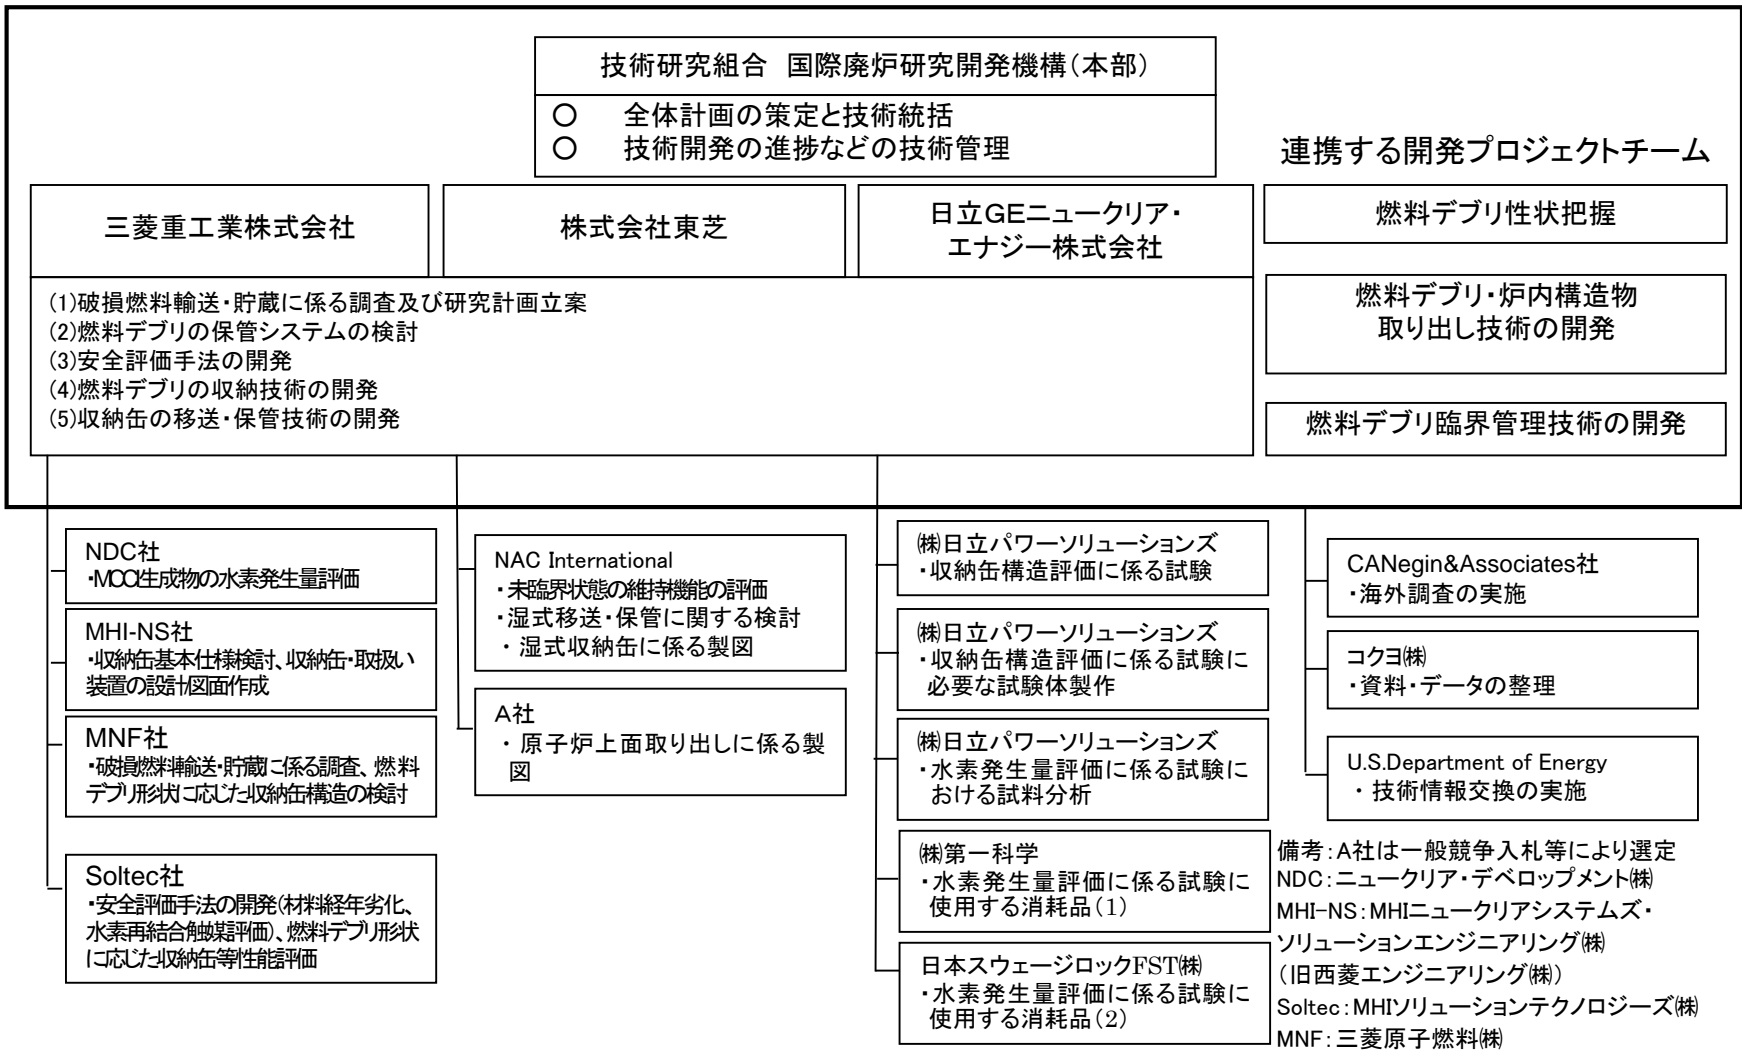 技術研究組合 国際廃炉研究開発機構(本部)
○ 全体計画の策定と技術統括
○ 技術開発の進捗などの技術管理
連携する開発プロジェクトチーム
三菱重工業株式会社
株式会社東芝
日立GEニュークリア・
エナジー株式会社
燃料デブリ性状把握
(1)破損燃料輸送・貯蔵に係る調査及び研究計画立案
(2)燃料デブリの保管システムの検討
(3)安全評価手法の開発
(4)燃料デブリの収納技術の開発
(5)収納缶の移送・保管技術の開発
燃料デブリ・炉内構造物
取り出し技術の開発
燃料デブリ臨界管理技術の開発
NDC社
・MCCI生成物の水素発生量評価
MHI-NS社
・収納缶基本仕様検討、収納缶・取扱い
装置の設計/図面作成
MNF社
・破損燃料輸送・貯蔵に係る調査、燃料
デブリ形状に応じた収納缶構造の検討
Soltec社
・安全評価手法の開発(材料経年劣化、
水素再結合触媒評価)、燃料デブリ形状
に応じた収納缶等性能評価
NAC International
・未臨界状態の維持機能の評価
・湿式移送・保管に関する検討
・湿式収納缶に係る製図
A社
・原子炉上面取り出しに係る製
図
㈱日立パワーソリューションズ
・収納缶構造評価に係る試験
㈱日立パワーソリューションズ
・収納缶構造評価に係る試験に
必要な試験体製作
㈱日立パワーソリューションズ
・水素発生量評価に係る試験に
おける試料分析
㈱第一科学
・水素発生量評価に係る試験に
使用する消耗品(1)
日本スウェージロックFST㈱
・水素発生量評価に係る試験に
使用する消耗品(2)
CANegin&Associates社
・海外調査の実施
コクヨ㈱
・資料・データの整理
U.S.Department of Energy
・技術情報交換の実施
備考:A社は一般競争入札等により選定
NDC:ニュークリア・デベロップメント㈱
MHI-NS:MHIニュークリアシステムズ・
ソリューションエンジニアリング㈱
(旧西菱エンジニアリング㈱)
Soltec:MHIソリューションテクノロジーズ㈱
MNF:三菱原子燃料㈱